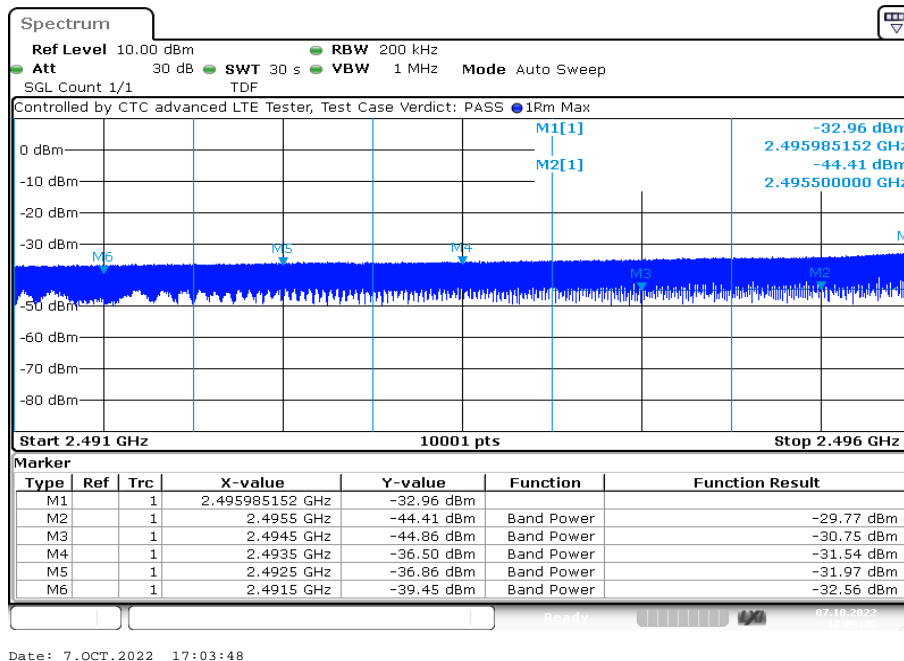 Spectrum
Ref Level 10.00 dBm RBW 200 kHz
Att 30 dB SWT 30 s VBW 1 MHz Mode Auto Sweep
SGL Count 1/1 TDF
Controlled by CTC advanced LTE Tester, Test Case Verdict: PASS 1Rm Max
M1[1] -32.96 dBm
2.495985152 GHz
M2[1] -44.41 dBm
2.495500000 GHz
0 dBm
-10 dBm
-20 dBm
-30 dBm
M6 M5 M4 M3 M2
-50 dBm
-60 dBm
-70 dBm
-80 dBm
Start 2.491 GHz 10001 pts Stop 2.496 GHz
Marker
Type Ref Trc X-value Y-value Function Function Result
M1 1 2.495985152 GHz -32.96 dBm
M2 1 2.4955 GHz -44.41 dBm Band Power -29.77 dBm
M3 1 2.4945 GHz -44.86 dBm Band Power -30.75 dBm
M4 1 2.4935 GHz -36.50 dBm Band Power -31.54 dBm
M5 1 2.4925 GHz -36.86 dBm Band Power -31.97 dBm
M6 1 2.4915 GHz -39.45 dBm Band Power -32.56 dBm
Ready LXI 07.10.2022
Date: 7.OCT.2022 17:03:48